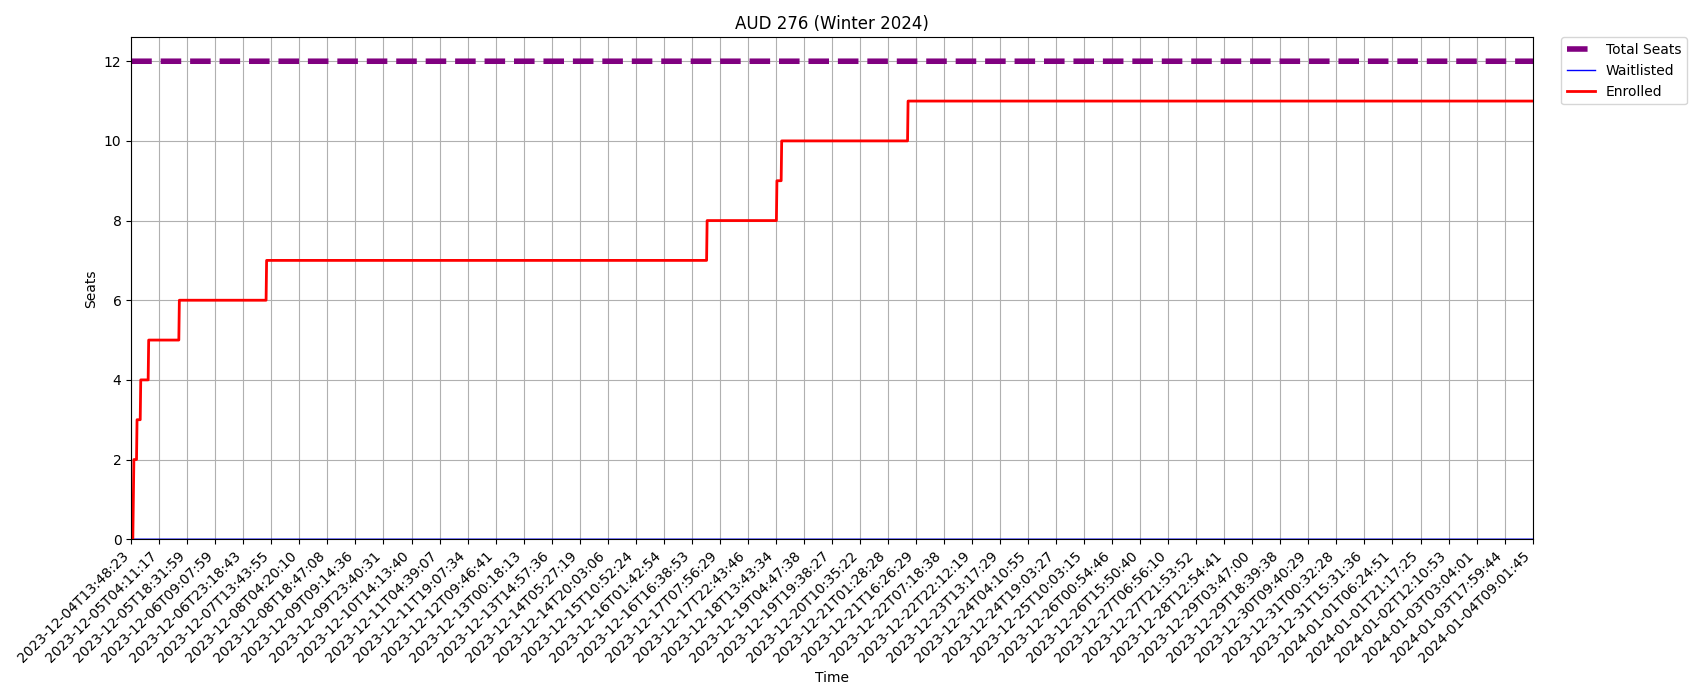 AUD 276 (Winter 2024)
Total Seats
Waitlisted
Enrolled
12
10
8
6
4
2
0
Seats
2023-12-04T13:48:23
2023-12-05T04:11:17
2023-12-05T18:31:59
2023-12-06T09:07:59
2023-12-06T23:18:43
2023-12-07T13:43:55
2023-12-08T04:20:10
2023-12-08T18:47:08
2023-12-09T09:14:36
2023-12-09T23:40:31
2023-12-10T14:13:40
2023-12-11T04:39:07
2023-12-11T19:07:34
2023-12-12T09:46:41
2023-12-13T00:18:13
2023-12-13T14:57:36
2023-12-14T05:27:19
2023-12-14T20:03:06
2023-12-15T10:52:24
2023-12-16T01:42:54
2023-12-16T16:38:53
2023-12-17T07:56:29
2023-12-17T22:43:46
2023-12-18T13:43:34
2023-12-19T04:47:38
2023-12-19T19:38:27
2023-12-20T10:35:22
2023-12-21T01:28:28
2023-12-21T16:26:29
2023-12-22T07:18:38
2023-12-22T22:12:19
2023-12-23T13:17:29
2023-12-24T04:10:55
2023-12-24T19:03:27
2023-12-25T10:03:15
2023-12-26T00:54:46
2023-12-26T15:50:40
2023-12-27T06:56:10
2023-12-27T21:53:52
2023-12-28T12:54:41
2023-12-29T03:47:00
2023-12-29T18:39:38
2023-12-30T09:40:29
2023-12-31T00:32:28
2023-12-31T15:31:36
2024-01-01T06:24:51
2024-01-01T21:17:25
2024-01-02T12:10:53
2024-01-03T03:04:01
2024-01-03T17:59:44
2024-01-04T09:01:45
Time